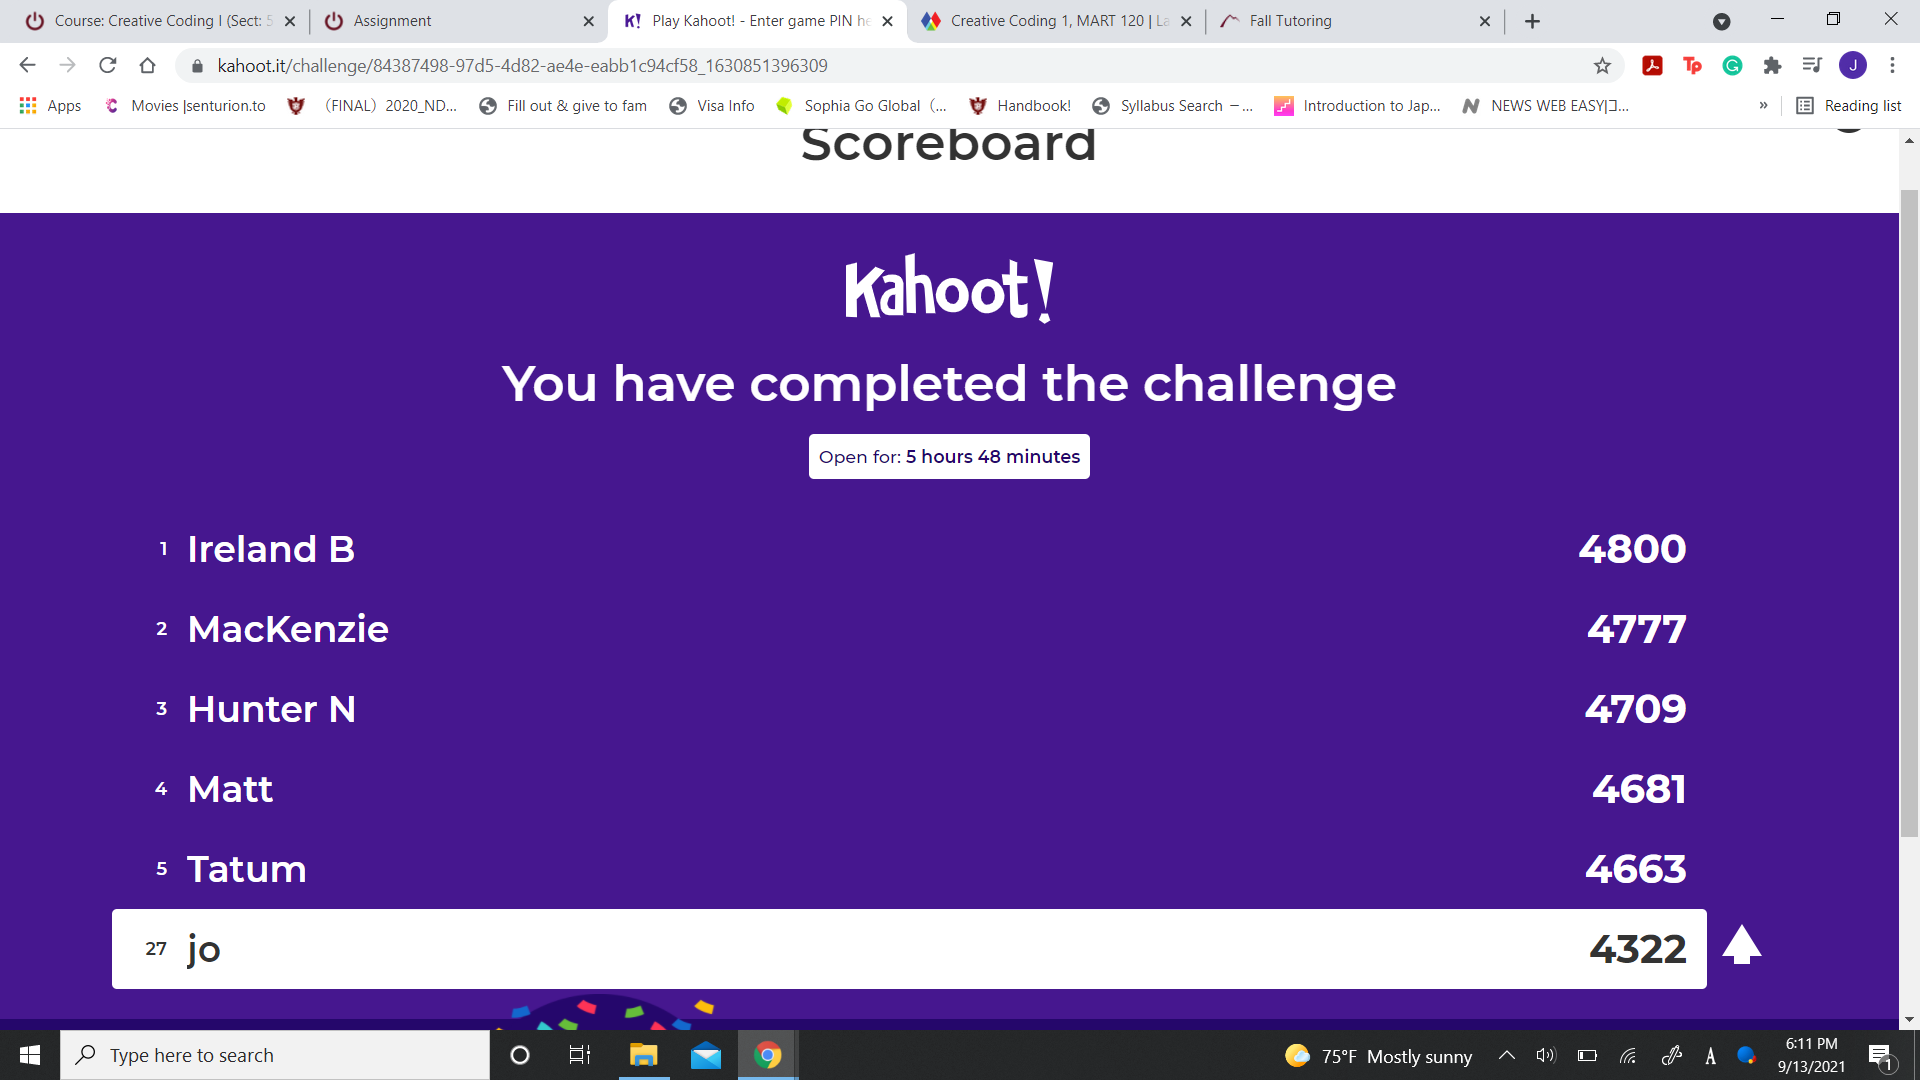 Course: Creative Coding I (Sect: 5
Assignment
K! Play Kahoot! - Enter game PIN he
Creative Coding 1, MART 120 | La
Fall Tutoring
kahoot.it/challenge/84387498-97d5-4d82-ae4e-eabb1c94cf58_1630851396309
J
Apps
Movies |senturion.to
(FINAL) 2020_ND...
Fill out & give to fam
Visa Info
Sophia Go Global (...
Handbook!
Syllabus Search –...
Introduction to Jap...
NEWS WEB EASY|コ...
»
Reading list
Scoreboard
Kahoot!
You have completed the challenge
Open for: 5 hours 48 minutes
1 Ireland B 4800
2 MacKenzie 4777
3 Hunter N 4709
4 Matt 4681
5 Tatum 4663
27 jo 4322
Type here to search
75°F Mostly sunny
A
6:11 PM
9/13/2021
1